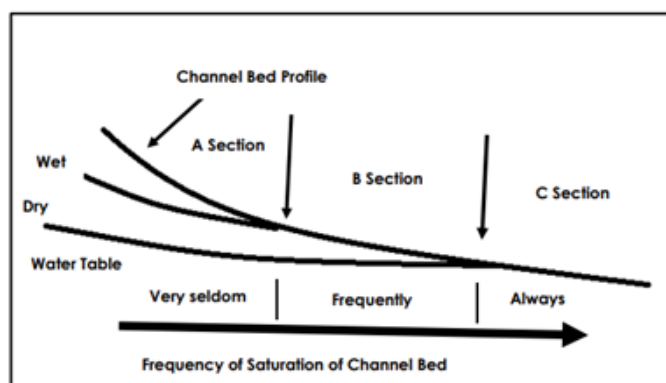 Channel Bed Profile
A Section
Wet
B Section
C Section
Dry
Water Table
Very seldom
Frequently
Always
Frequency of Saturation of Channel Bed